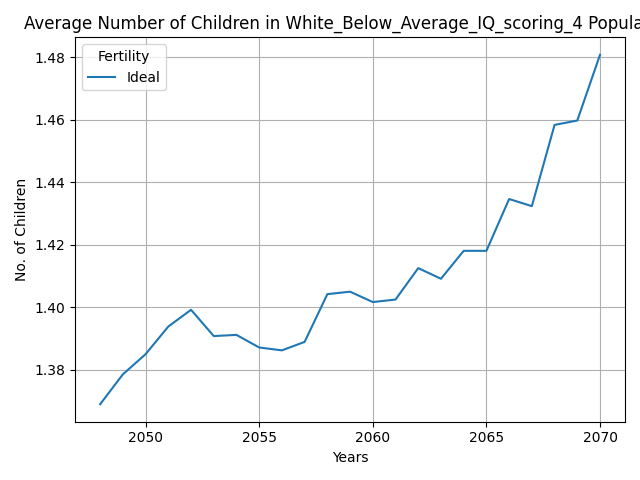 Average Number of Children in White_Below_Average_IQ_scoring_4 Popula
Fertility
Ideal
1.48
1.46
1.44
1.42
1.40
1.38
No. of Children
2050 2055 2060 2065 2070
Years